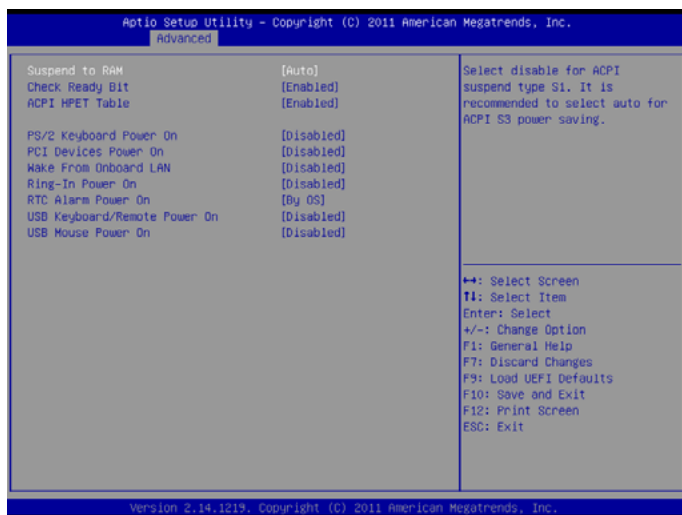 Aptio Setup Utility – Copyright (C) 2011 American Megatrends, Inc.
Advanced
Suspend to RAM [Auto]
Check Ready Bit [Enabled]
ACPI HPET Table [Enabled]
PS/2 Keyboard Power On [Disabled]
PCI Devices Power On [Disabled]
Wake From Onboard LAN [Disabled]
Ring-In Power On [Disabled]
RTC Alarm Power On [By OS]
USB Keyboard/Remote Power On [Disabled]
USB Mouse Power On [Disabled]
Select disable for ACPI
suspend type S1. It is
recommended to select auto for
ACPI S3 power saving.
↔: Select Screen
↑↓: Select Item
Enter: Select
+/-: Change Option
F1: General Help
F7: Discard Changes
F9: Load UEFI Defaults
F10: Save and Exit
F12: Print Screen
ESC: Exit
Version 2.14.1219. Copyright (C) 2011 American Megatrends, Inc.